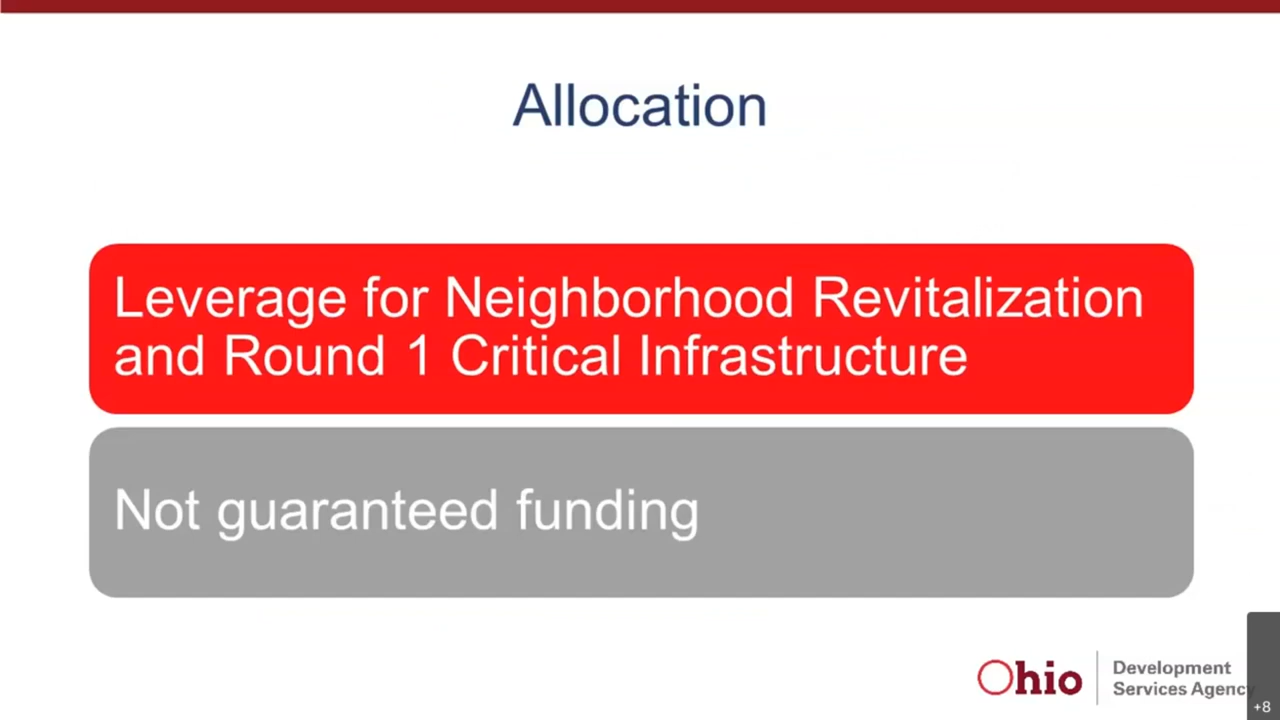 Allocation
Leverage for Neighborhood Revitalization
and Round 1 Critical Infrastructure
Not guaranteed funding
Ohio
Development
Services Agency
+8